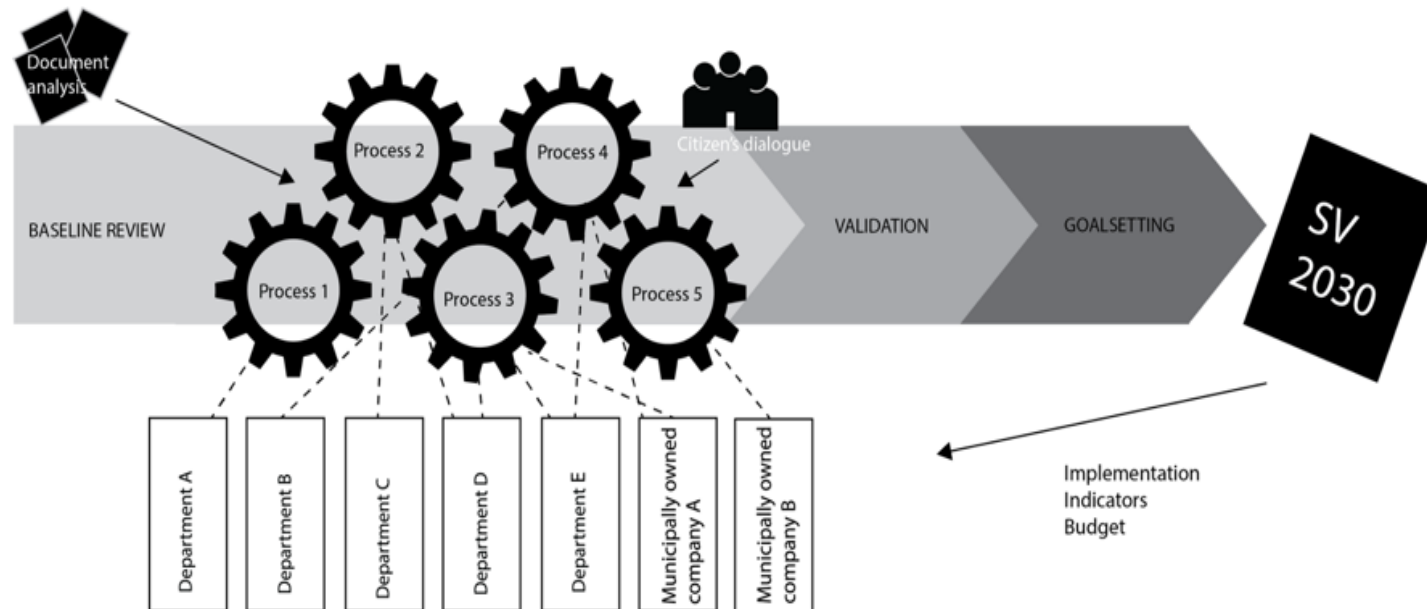 Document
analysis
Process 2
Process 4
Citizen's dialogue
BASELINE REVIEW
VALIDATION
GOALSETTING
SV
2030
Process 1
Process 3
Process 5
Department A
Department B
Department C
Department D
Department E
Municipally owned
company A
Municipally owned
company B
Implementation
Indicators
Budget